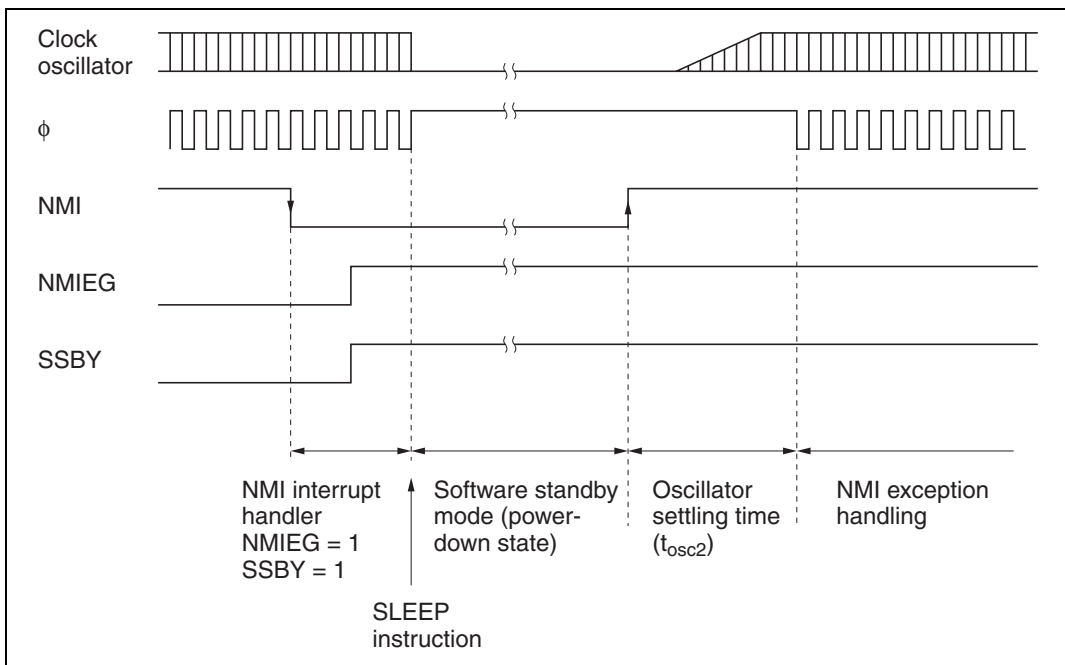 Clock
oscillator
ϕ
NMI
NMIEG
SSBY
NMI interrupt
handler
NMIEG = 1
SSBY = 1
Software standby
mode (power-
down state)
Oscillator
settling time
(tosc2)
NMI exception
handling
SLEEP
instruction